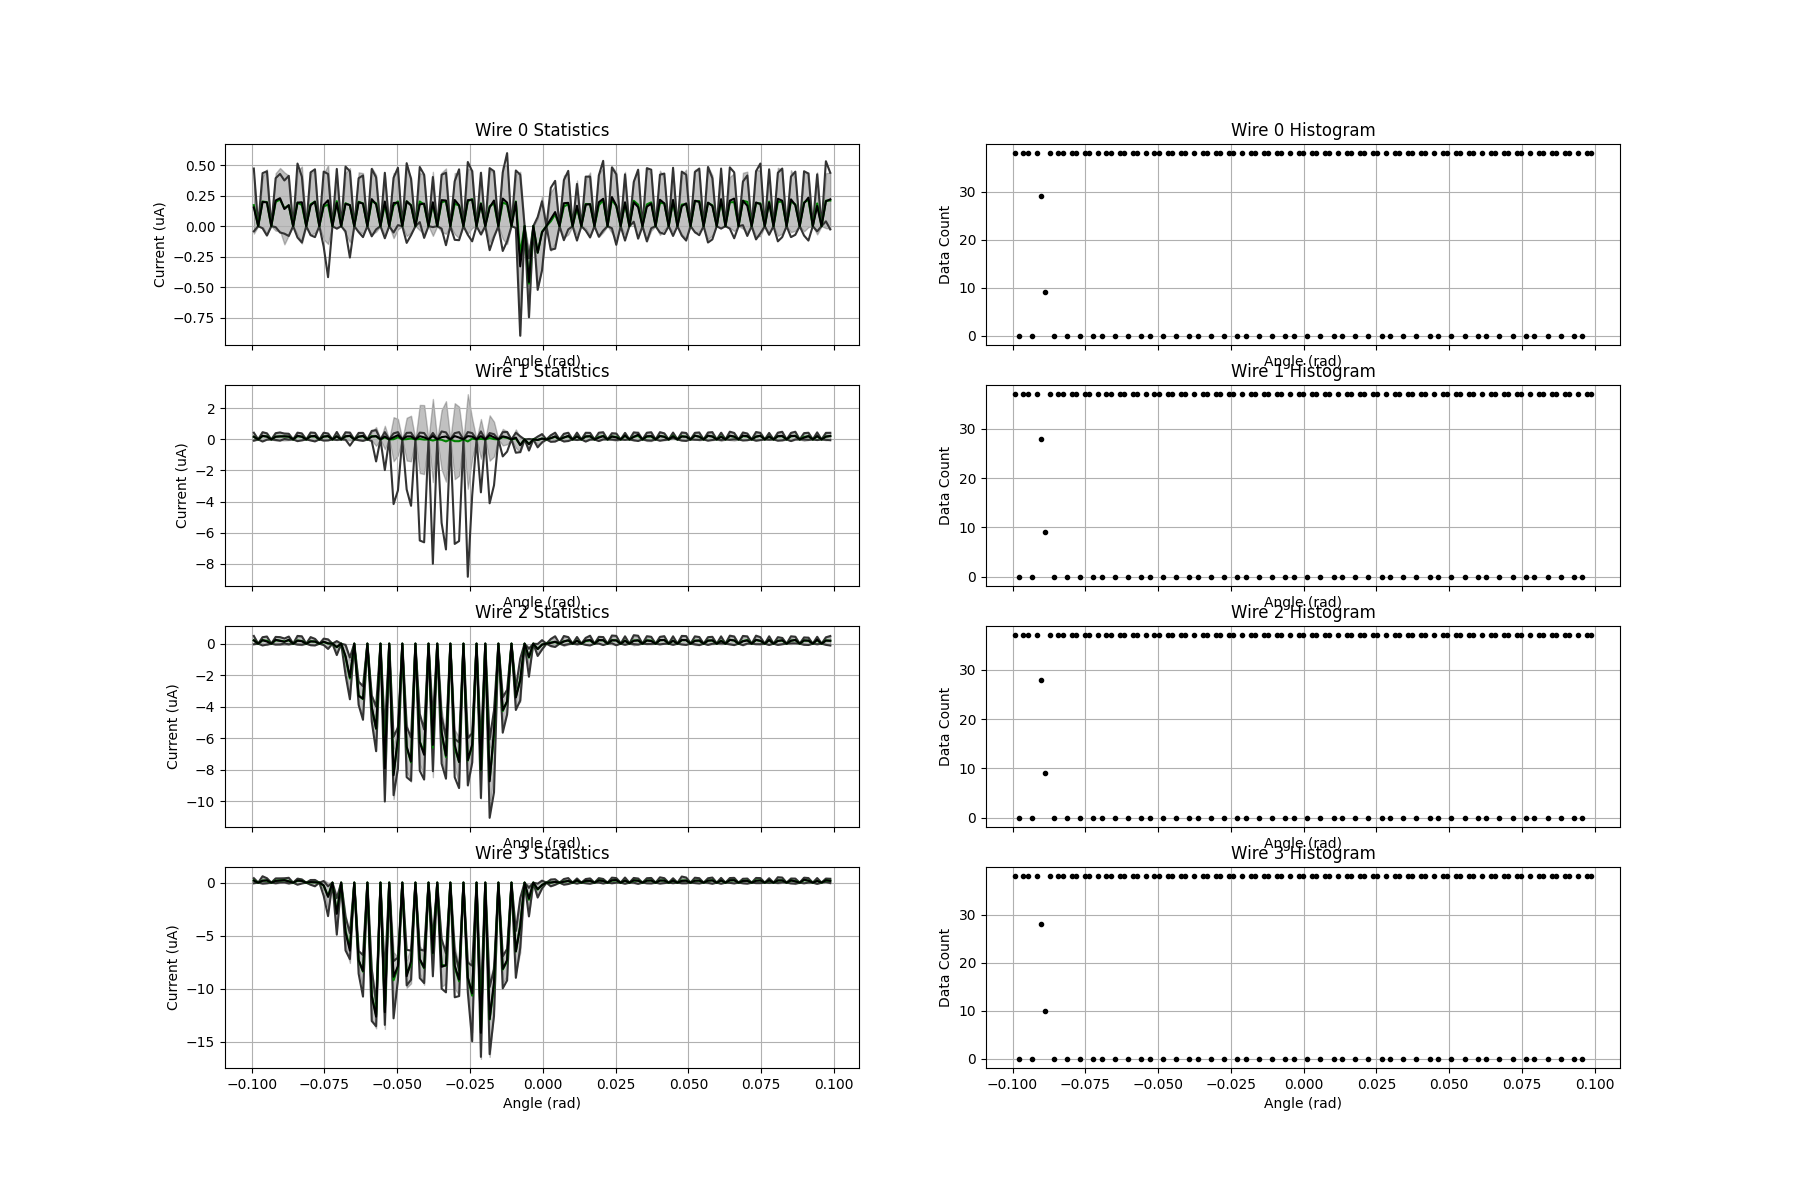 Wire 0 Statistics
Current (uA)
0.50
0.25
0.00
−0.25
−0.50
−0.75
Angle (rad)
Wire 0 Histogram
Data Count
30
20
10
0
Angle (rad)
Wire 1 Statistics
Current (uA)
2
0
−2
−4
−6
−8
Angle (rad)
Wire 1 Histogram
Data Count
30
20
10
0
Angle (rad)
Wire 2 Statistics
Current (uA)
0
−2
−4
−6
−8
−10
Angle (rad)
Wire 2 Histogram
Data Count
30
20
10
0
Angle (rad)
Wire 3 Statistics
Current (uA)
0
−5
−10
−15
−0.100 −0.075 −0.050 −0.025 0.000 0.025 0.050 0.075 0.100
Angle (rad)
Wire 3 Histogram
Data Count
30
20
10
0
−0.100 −0.075 −0.050 −0.025 0.000 0.025 0.050 0.075 0.100
Angle (rad)